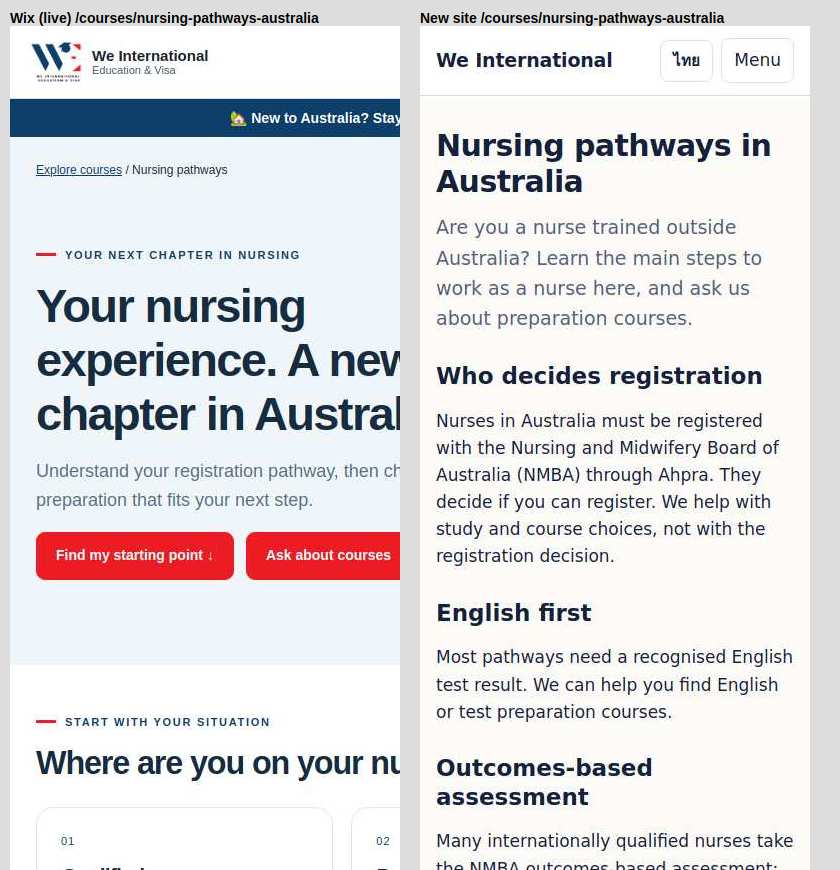 Wix (live) /courses/nursing-pathways-australia
We International
Education & Visa
🏡 New to Australia? Stay
Explore courses / Nursing pathways
YOUR NEXT CHAPTER IN NURSING
Your nursing
experience. A new
chapter in Austral
Understand your registration pathway, then ch
preparation that fits your next step.
Find my starting point ↓
Ask about courses
START WITH YOUR SITUATION
Where are you on your nu
01
02
New site /courses/nursing-pathways-australia
We International
ไทย
Menu
Nursing pathways in
Australia
Are you a nurse trained outside
Australia? Learn the main steps to
work as a nurse here, and ask us
about preparation courses.
Who decides registration
Nurses in Australia must be registered
with the Nursing and Midwifery Board of
Australia (NMBA) through Ahpra. They
decide if you can register. We help with
study and course choices, not with the
registration decision.
English first
Most pathways need a recognised English
test result. We can help you find English
or test preparation courses.
Outcomes-based
assessment
Many internationally qualified nurses take
the NMBA outcomes-based assessment: